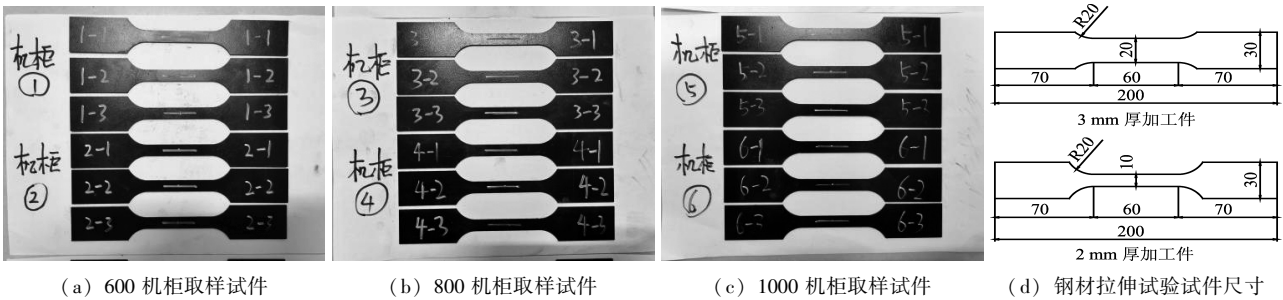 机柜
①
机柜
②
1-1 1-1
1-2 1-2
1-3 1-3
2-1 2-1
2-2 2-2
2-3 2-3
(a) 600 机柜取样试件
机柜
③
机柜
④
3 3-1
3-2 3-2
3-3 3-3
4-1 4-1
4-2 4-2
4-3 4-3
(b) 800 机柜取样试件
机柜
⑤
机柜
⑥
5-1 5-1
5-2 5-2
5-3 5-2
6-1 6-1
6-2 6-2
6-3
(c) 1000 机柜取样试件
R20
20
30
70 60 70
200
3 mm 厚加工件
R20
10
30
70 60 70
200
2 mm 厚加工件
(d) 钢材拉伸试验试件尺寸